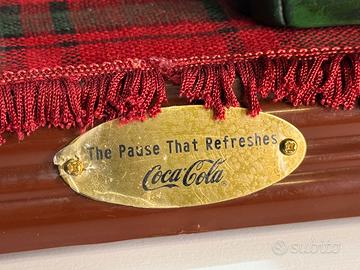 The Pause That Refreshes
Coca-Cola
subito